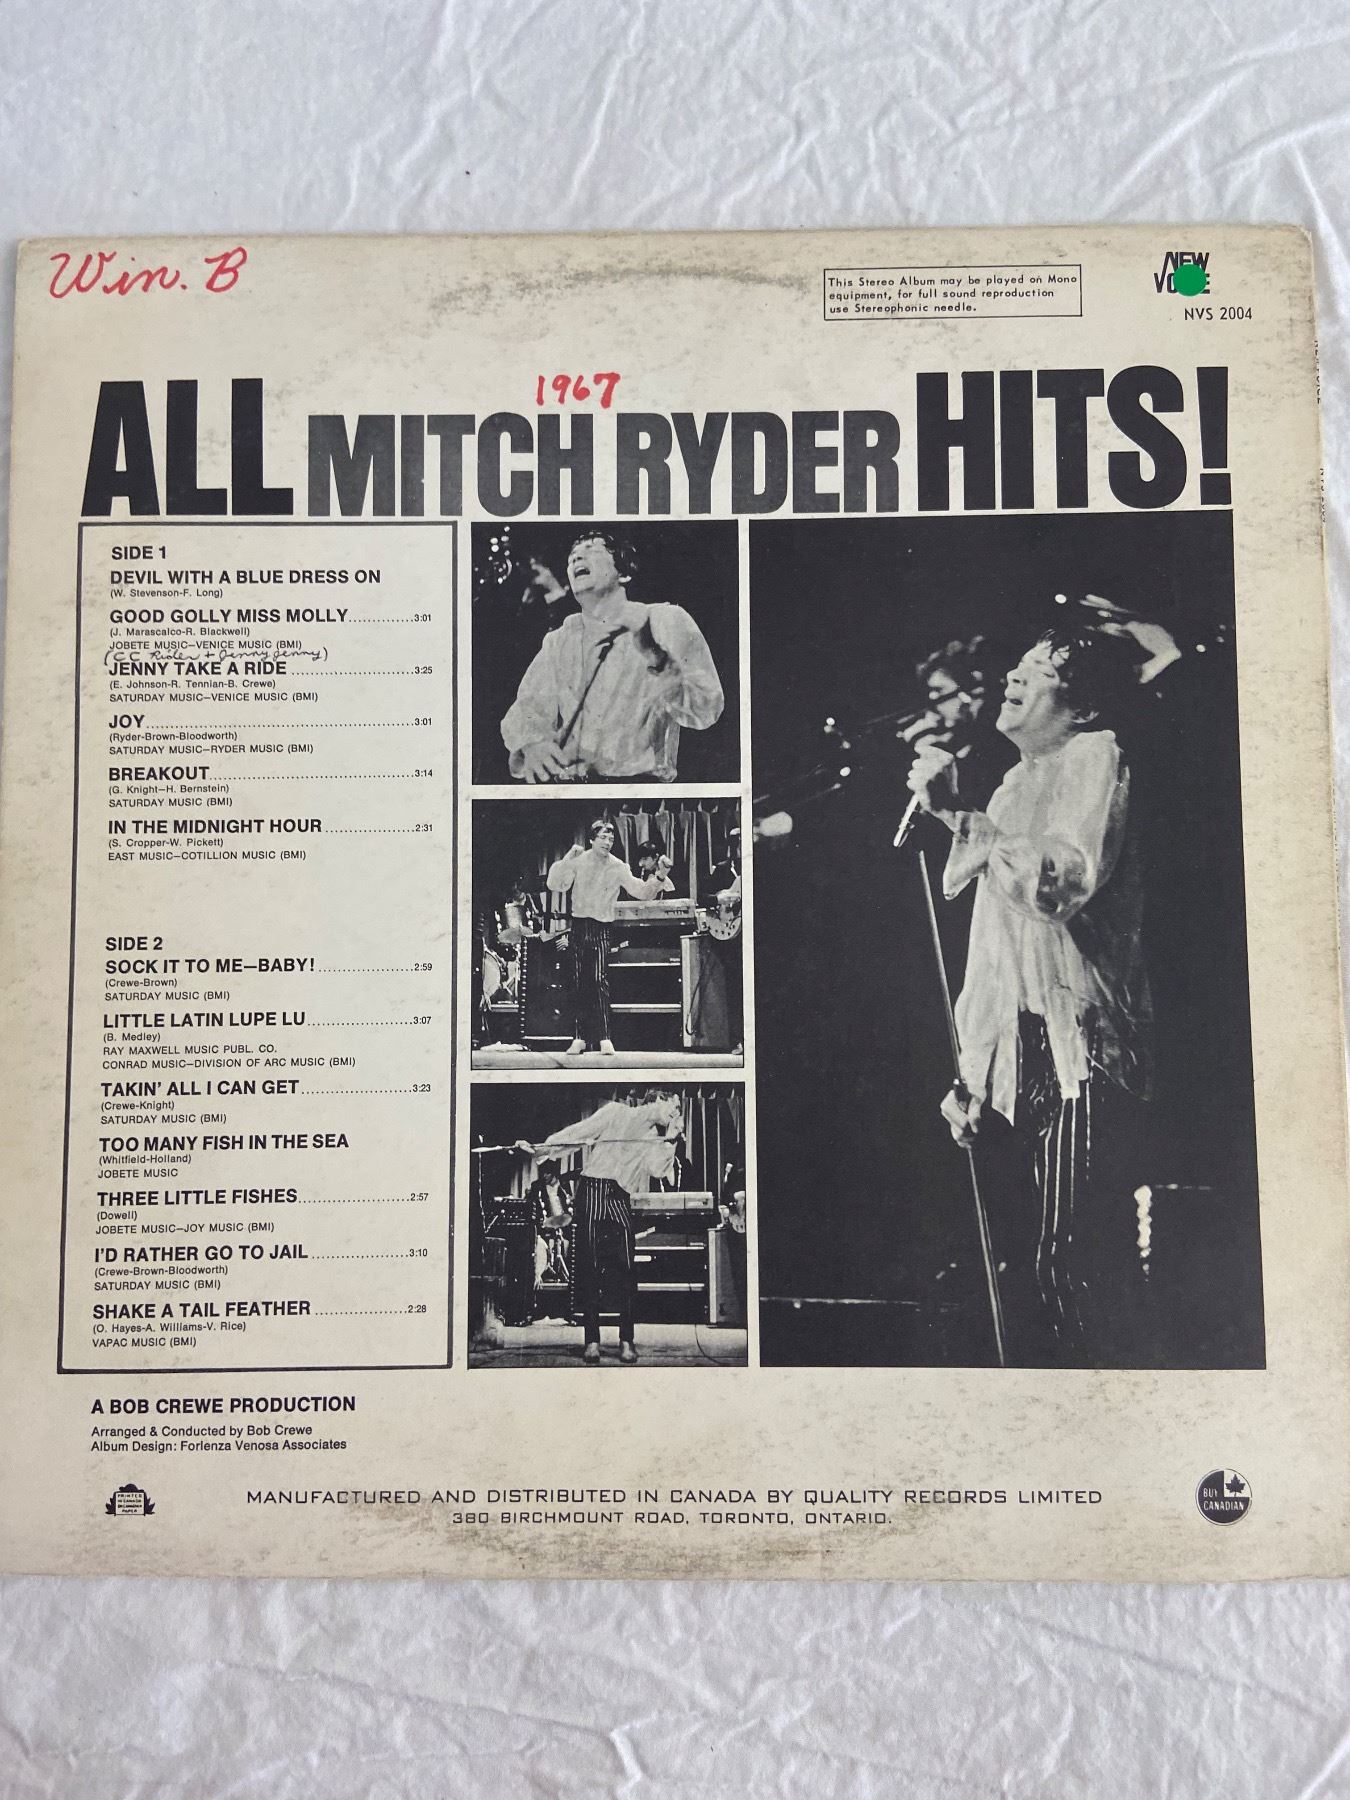 Win. B
This Stereo Album may be played on Mono
equipment, for full sound reproduction
use Stereophonic needle.
NEW
NVS 2004
1967
ALL MITCH RYDER HITS!
SIDE 1
DEVIL WITH A BLUE DRESS ON
(W. Stevenson-F. Long)
GOOD GOLLY MISS MOLLY..............3:01
(J. Marascalco-R. Blackwell)
JOBETE MUSIC—VENICE MUSIC (BMI)
(CC Rider + Jenny Jenny)
JENNY TAKE A RIDE ..........................3:25
(E. Johnson-R. Tennian-B. Crewe)
SATURDAY MUSIC—VENICE MUSIC (BMI)
JOY..........................................................3:01
(Ryder-Brown-Bloodworth)
SATURDAY MUSIC—RYDER MUSIC (BMI)
BREAKOUT............................................3:14
(G. Knight—H. Bernstein)
SATURDAY MUSIC (BMI)
IN THE MIDNIGHT HOUR...................2:31
(S. Cropper-W. Pickett)
EAST MUSIC—COTILLION MUSIC (BMI)
SIDE 2
SOCK IT TO ME—BABY!.....................2:59
(Crewe-Brown)
SATURDAY MUSIC (BMI)
LITTLE LATIN LUPE LU.......................3:07
(B. Medley)
RAY MAXWELL MUSIC PUBL. CO.
CONRAD MUSIC—DIVISION OF ARC MUSIC (BMI)
TAKIN' ALL I CAN GET........................3:23
(Crewe-Knight)
SATURDAY MUSIC (BMI)
TOO MANY FISH IN THE SEA
(Whitfield-Holland)
JOBETE MUSIC
THREE LITTLE FISHES........................2:57
(Dowell)
JOBETE MUSIC—JOY MUSIC (BMI)
I'D RATHER GO TO JAIL.....................3:10
(Crewe-Brown-Bloodworth)
SATURDAY MUSIC (BMI)
SHAKE A TAIL FEATHER ....................2:28
(O. Hayes-A. Williams-V. Rice)
VAPAC MUSIC (BMI)
A BOB CREWE PRODUCTION
Arranged & Conducted by Bob Crewe
Album Design: Forlenza Venosa Associates
PRINTED
IN CANADA
ON CANADIAN
PAPER
MANUFACTURED AND DISTRIBUTED IN CANADA BY QUALITY RECORDS LIMITED
380 BIRCHMOUNT ROAD, TORONTO, ONTARIO.
BUY
CANADIAN